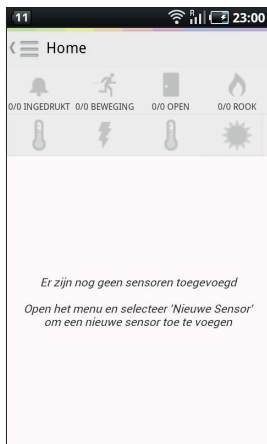 11 R 23:00
Home
0/0 INGEDRUKT 0/0 BEWEGING 0/0 OPEN 0/0 ROOK
Er zijn nog geen sensoren toegevoegd
Open het menu en selecteer 'Nieuwe Sensor'
om een nieuwe sensor toe te voegen